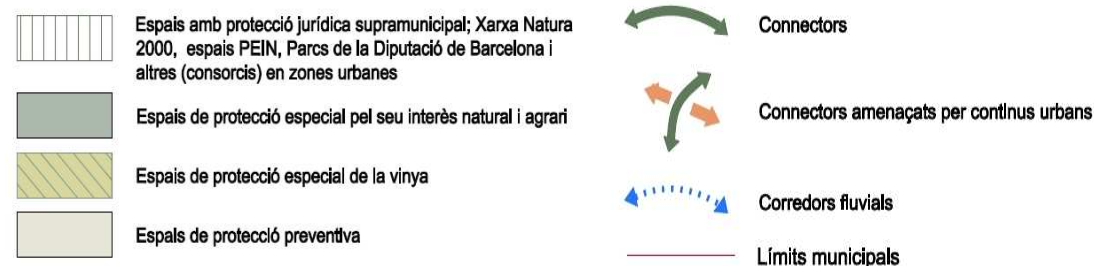 Espais amb protecció jurídica supramunicipal; Xarxa Natura
2000, espais PEIN, Parcs de la Diputació de Barcelona i
altres (consorcis) en zones urbanes
Espais de protecció especial pel seu interès natural i agrari
Espais de protecció especial de la vinya
Espais de protecció preventiva
Connectors
Connectors amenaçats per continus urbans
Corredors fluvials
Límits municipals